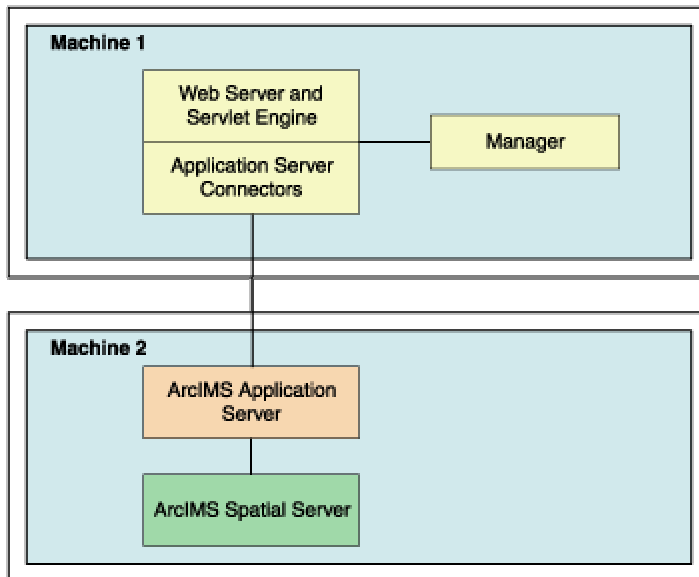 Machine 1
Web Server and
Servlet Engine
Manager
Application Server
Connectors
Machine 2
ArcIMS Application
Server
ArcIMS Spatial Server